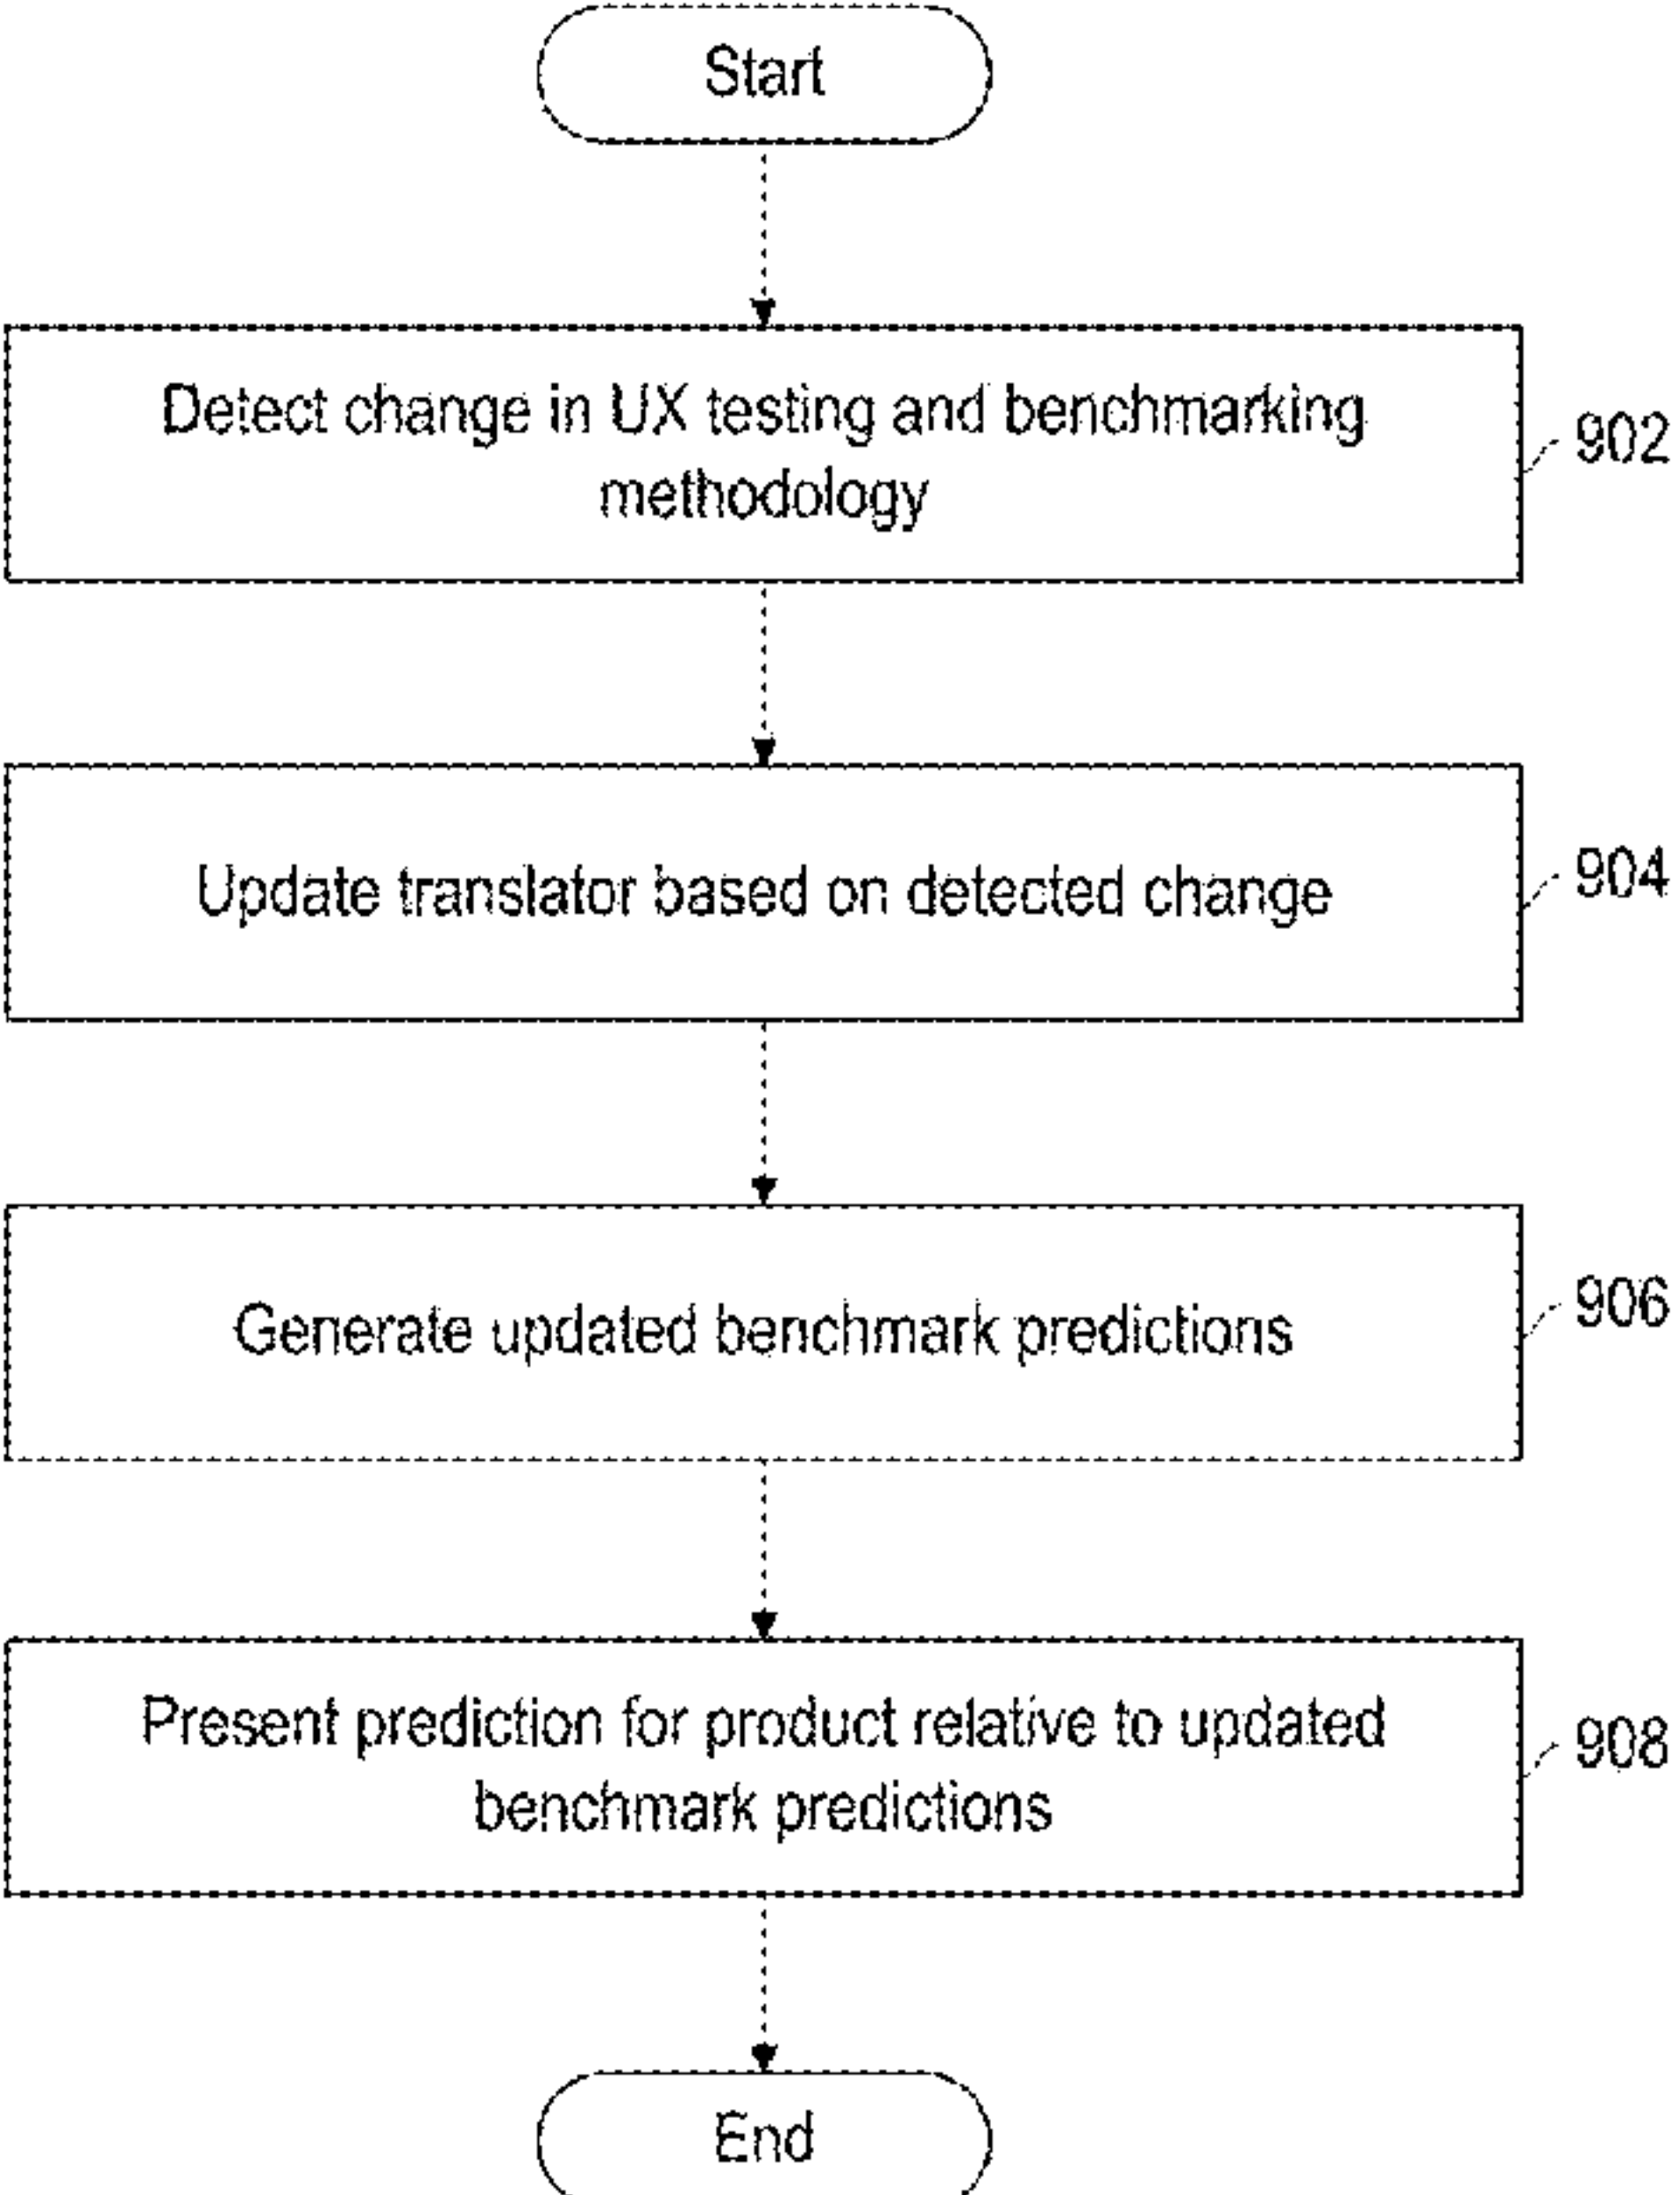 Start
Detect change in UX testing and benchmarking
methodology
902
Update translator based on detected change
904
Generate updated benchmark predictions
906
Present prediction for product relative to updated
benchmark predictions
908
End